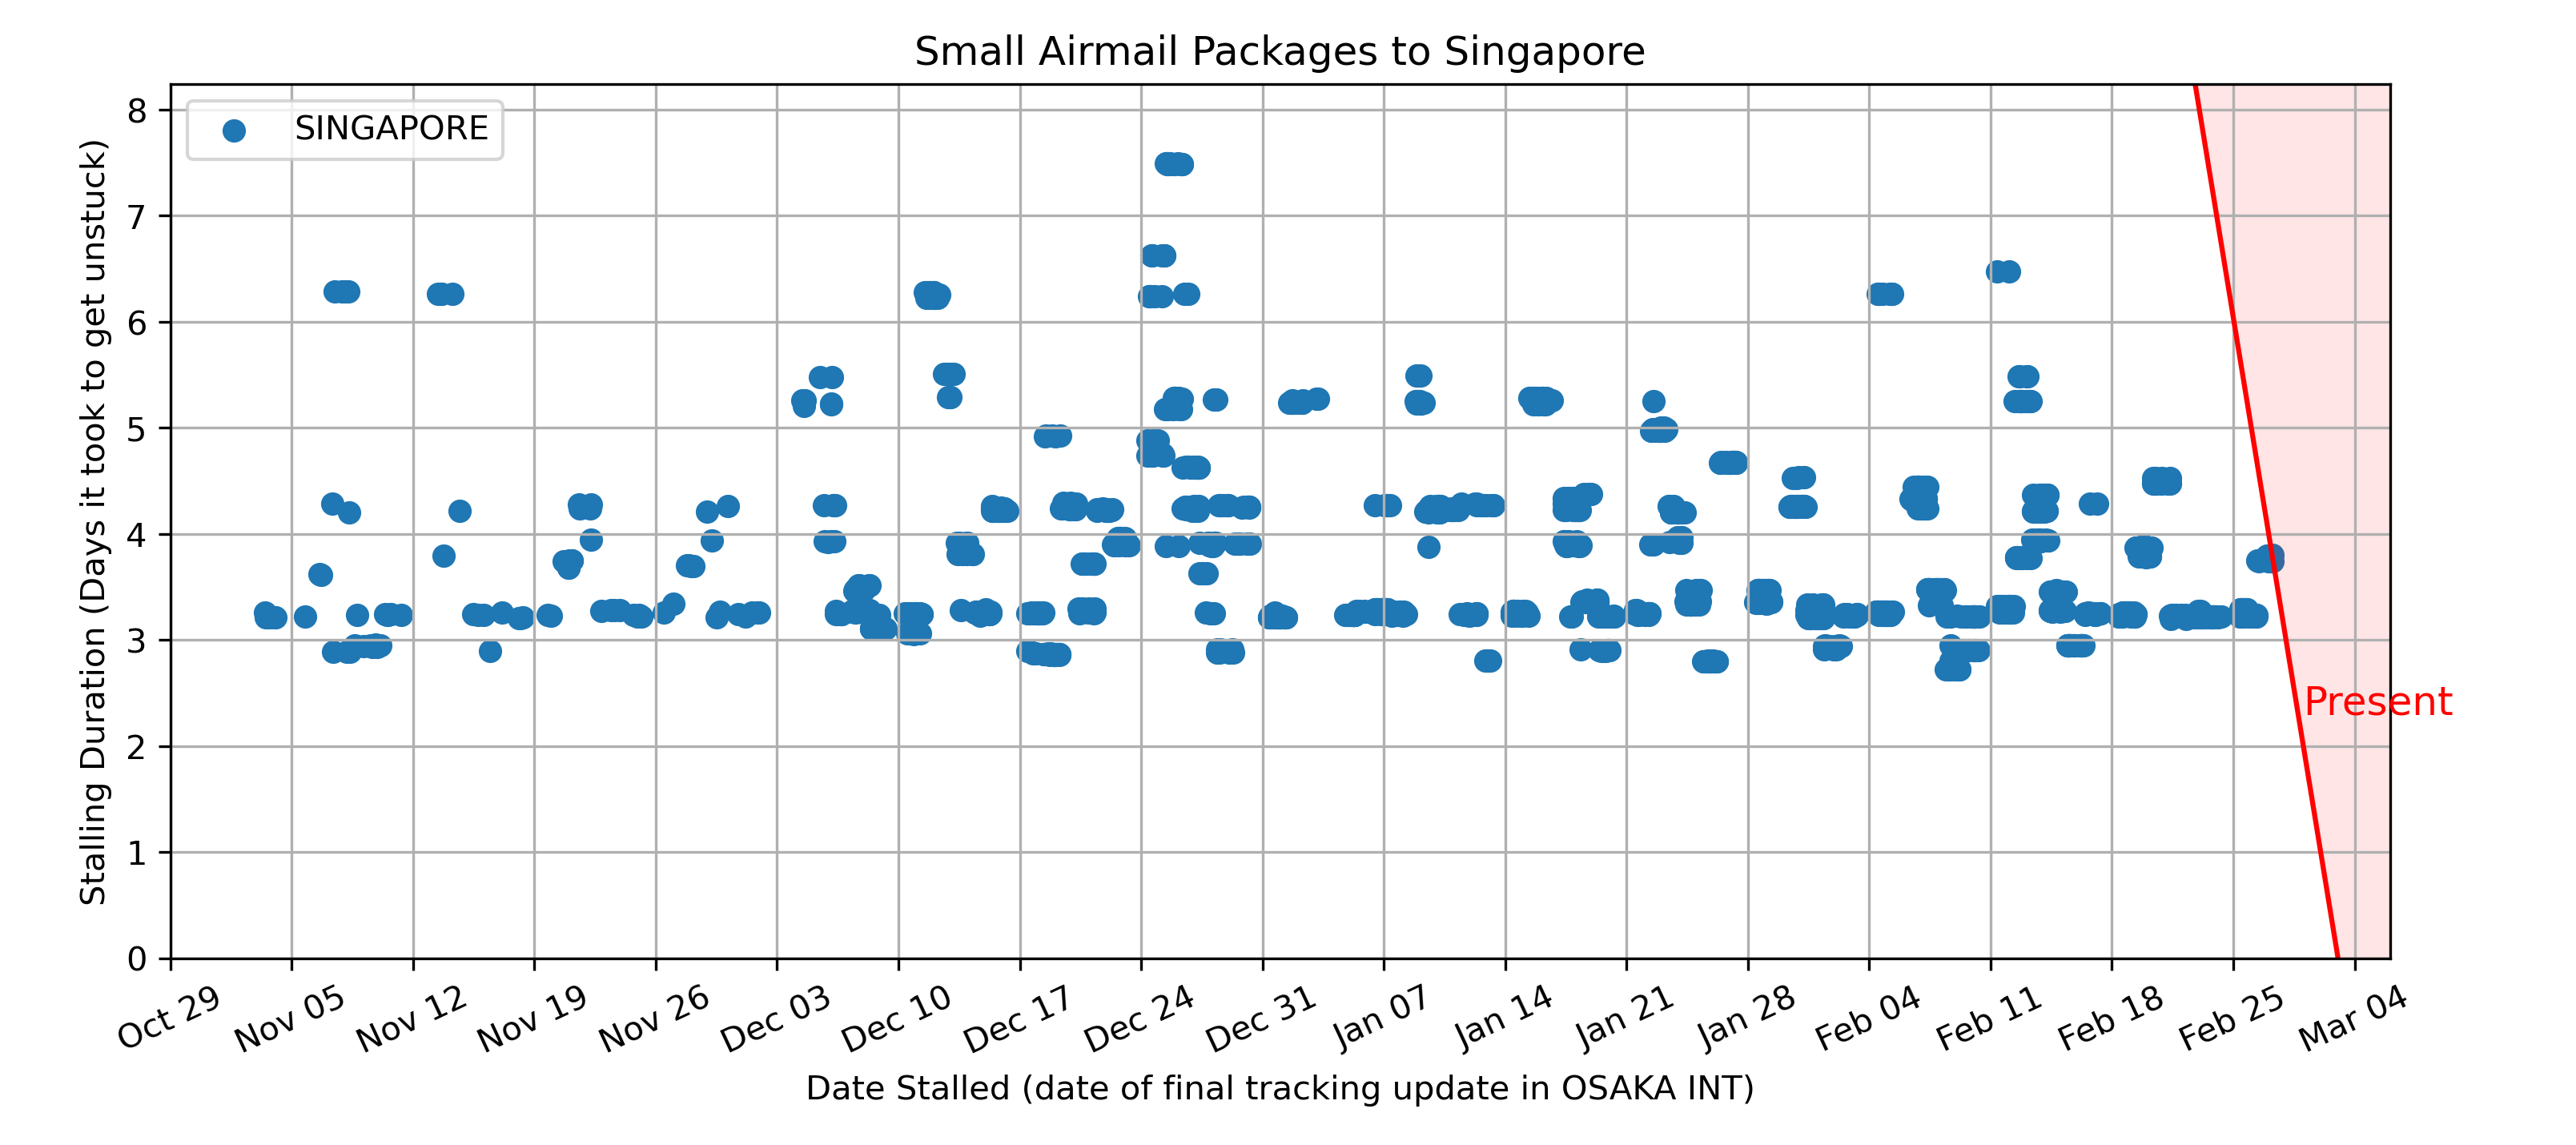 Small Airmail Packages to Singapore
SINGAPORE
Stalling Duration (Days it took to get unstuck)
8
7
6
5
4
3
2
1
0
Present
Oct 29
Nov 05
Nov 12
Nov 19
Nov 26
Dec 03
Dec 10
Dec 17
Dec 24
Dec 31
Jan 07
Jan 14
Jan 21
Jan 28
Feb 04
Feb 11
Feb 18
Feb 25
Mar 04
Date Stalled (date of final tracking update in OSAKA INT)